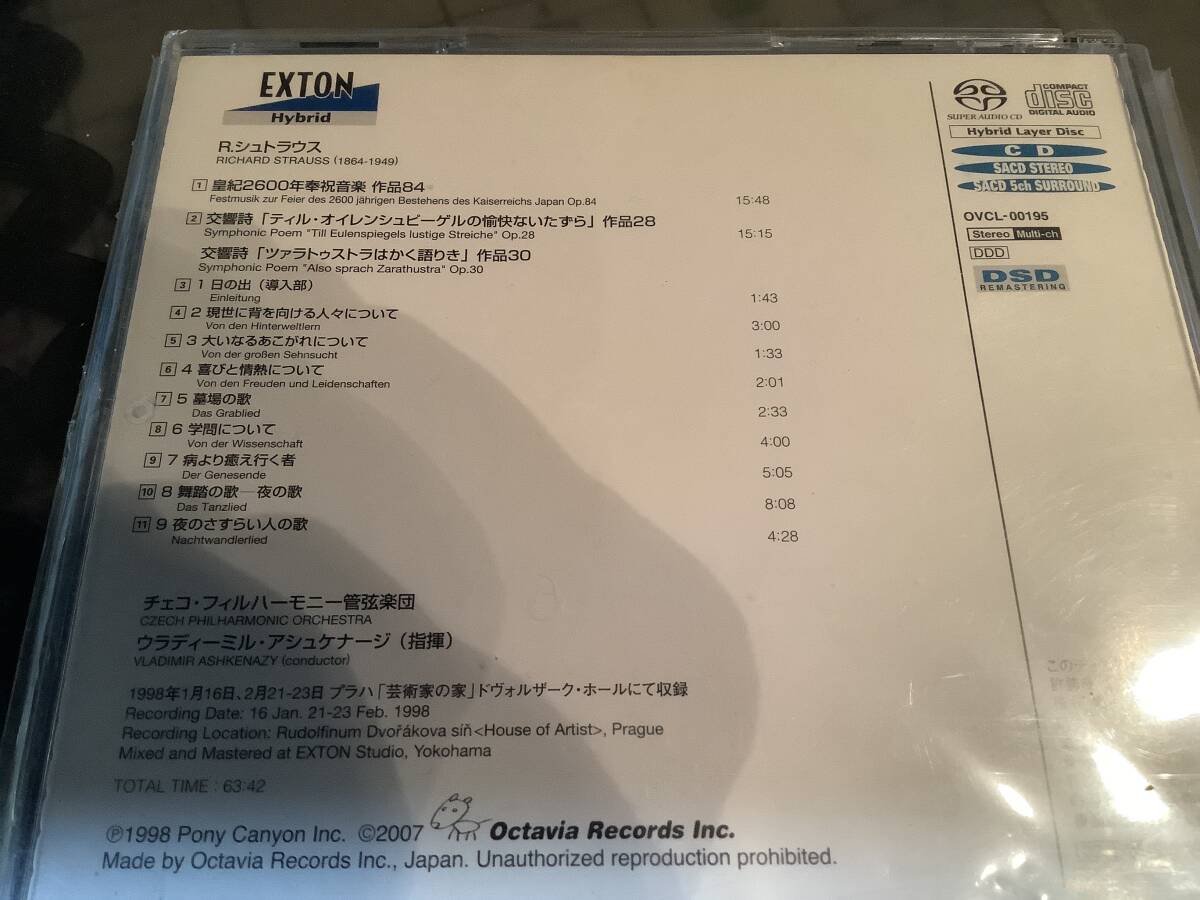 EXTON
Hybrid
R.シュトラウス
RICHARD STRAUSS (1864-1949)
1 皇紀2600年奉祝音楽 作品84
Festmusik zur Feier des 2600 jährigen Bestehens des Kaiserreichs Japan Op.84 15:48
2 交響詩「ティル・オイレンシュピーゲルの愉快ないたずら」作品28
Symphonic Poem "Till Eulenspiegels lustige Streiche" Op.28 15:15
交響詩「ツァラトゥストラはかく語りき」作品30
Symphonic Poem "Also sprach Zarathustra" Op.30
3 1 日の出（導入部）
Einleitung 1:43
4 2 現世に背を向ける人々について
Von den Hinterweltlern 3:00
5 3 大いなるあこがれについて
Von der großen Sehnsucht 1:33
6 4 喜びと情熱について
Von den Freuden und Leidenschaften 2:01
7 5 墓場の歌
Das Grablied 2:33
8 6 学問について
Von der Wissenschaft 4:00
9 7 病より癒え行く者
Der Genesende 5:05
10 8 舞踏の歌―夜の歌
Das Tanzlied 8:08
11 9 夜のさすらい人の歌
Nachtwandlerlied 4:28
チェコ・フィルハーモニー管弦楽団
CZECH PHILHARMONIC ORCHESTRA
ウラディーミル・アシュケナージ（指揮）
VLADIMIR ASHKENAZY (conductor)
1998年1月16日、2月21-23日 プラハ「芸術家の家」ドヴォルザーク・ホールにて収録
Recording Date: 16 Jan. 21-23 Feb. 1998
Recording Location: Rudolfinum Dvořákova síň<House of Artist>, Prague
Mixed and Mastered at EXTON Studio, Yokohama
TOTAL TIME : 63:42
℗1998 Pony Canyon Inc. ©2007 Octavia Records Inc.
Made by Octavia Records Inc., Japan. Unauthorized reproduction prohibited.
SUPER AUDIO CD
COMPACT
disc
DIGITAL AUDIO
Hybrid Layer Disc
CD
SACD STEREO
SACD 5ch SURROUND
OVCL-00195
Stereo Multi-ch
DDD
DSD
REMASTERING